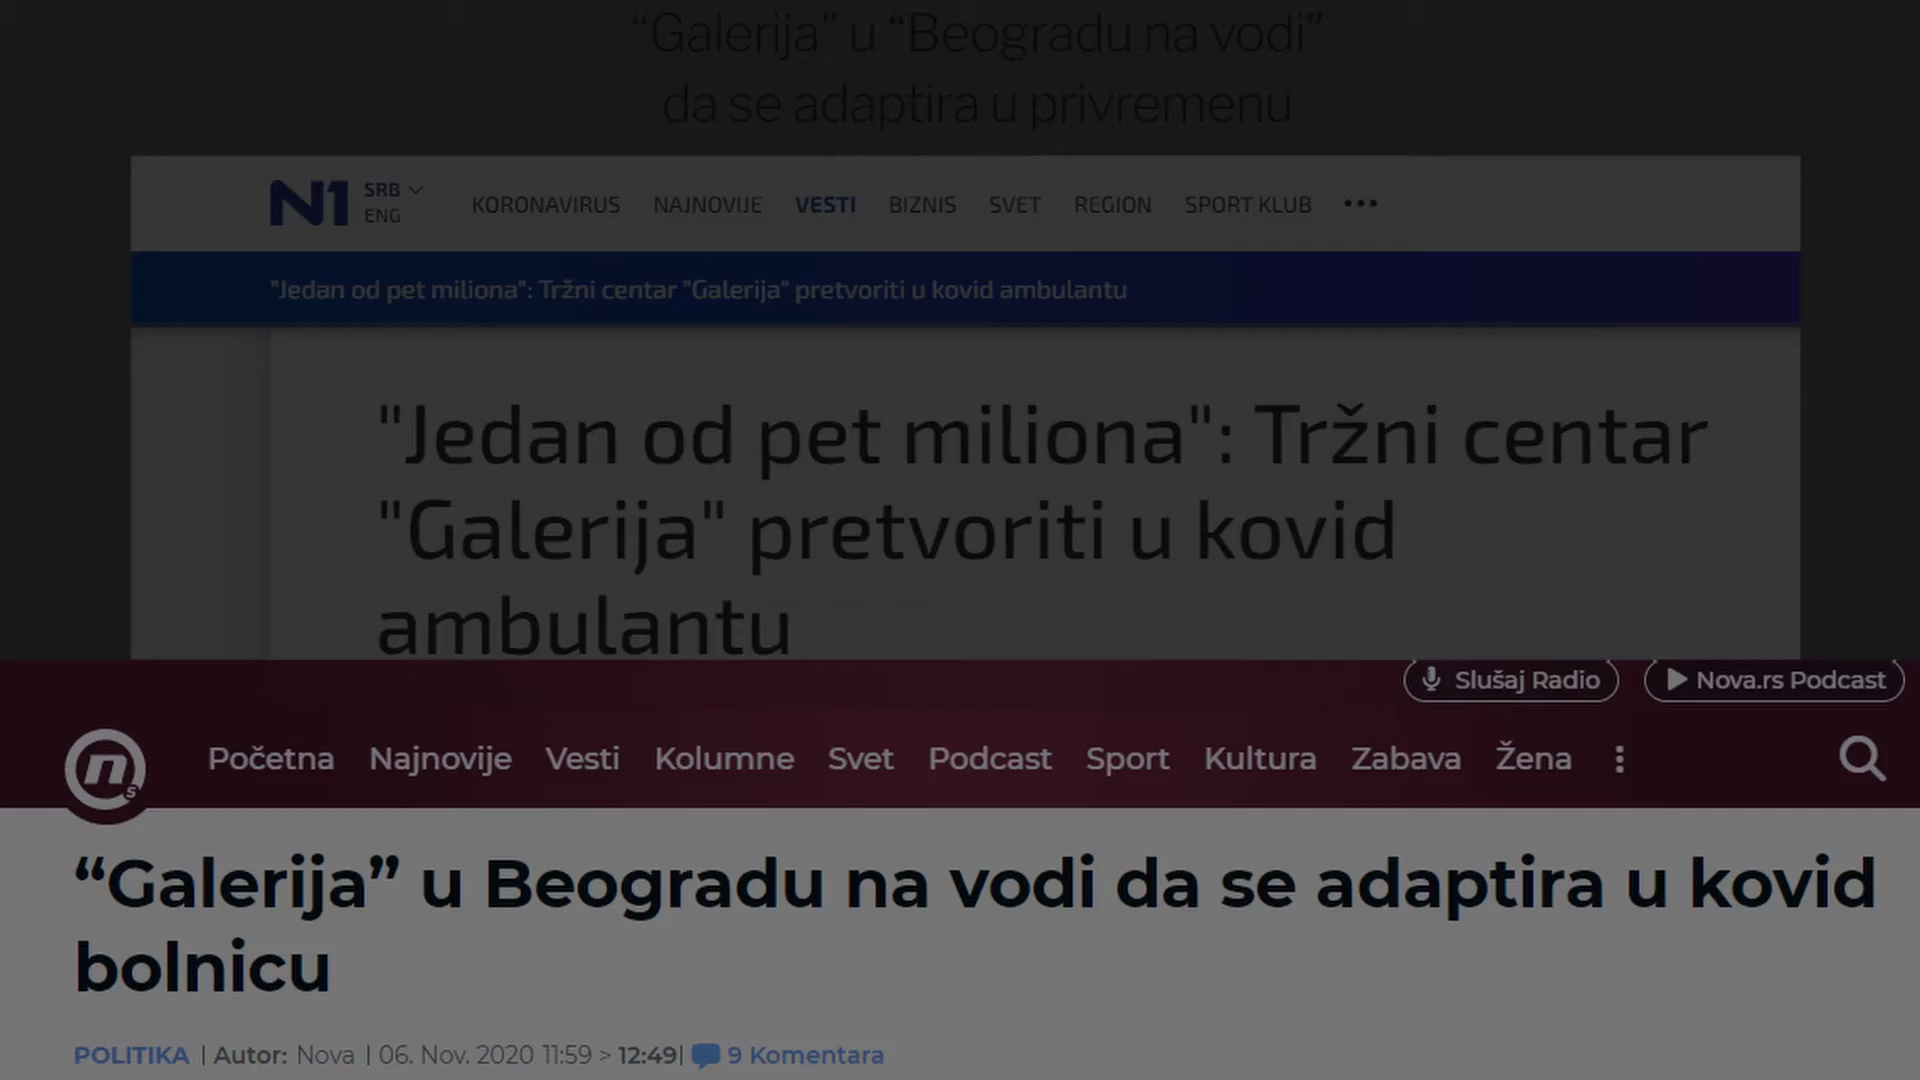 “Galerija” u “Beogradu na vodi”
da se adaptira u privremenu
N1 SRB
ENG
KORONAVIRUS NAJNOVIJE VESTI BIZNIS SVET REGION SPORT KLUB •••
"Jedan od pet miliona": Tržni centar "Galerija" pretvoriti u kovid ambulantu
"Jedan od pet miliona": Tržni centar
"Galerija" pretvoriti u kovid
ambulantu
Slušaj Radio Nova.rs Podcast
n s
Početna Najnovije Vesti Kolumne Svet Podcast Sport Kultura Zabava Žena
“Galerija” u Beogradu na vodi da se adaptira u kovid
bolnicu
POLITIKA | Autor: Nova | 06. Nov. 2020 11:59 > 12:49| 9 Komentara